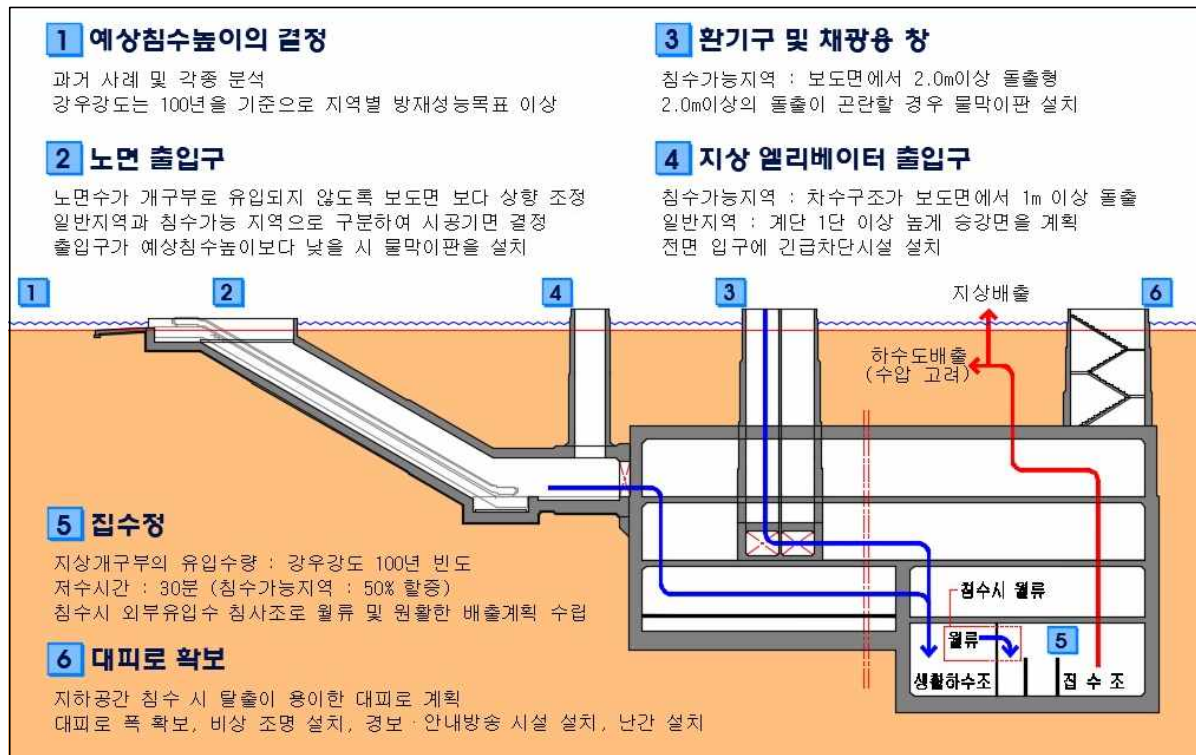 1 예상침수높이의 결정
과거 사례 및 각종 분석
강우강도는 100년을 기준으로 지역별 방재성능목표 이상
2 노면 출입구
노면수가 개구부로 유입되지 않도록 보도면 보다 상향 조정
일반지역과 침수가능 지역으로 구분하여 시공기면 결정
출입구가 예상침수높이보다 낮을 시 물막이판을 설치
3 환기구 및 채광용 창
침수가능지역 : 보도면에서 2.0m이상 돌출형
2.0m이상의 돌출이 곤란할 경우 물막이판 설치
4 지상 엘리베이터 출입구
침수가능지역 : 차수구조가 보도면에서 1m 이상 돌출
일반지역 : 계단 1단 이상 높게 승강면을 계획
전면 입구에 긴급차단시설 설치
1
2
4
3
6
지상배출
하수도배출
(수압 고려)
5 집수정
지상개구부의 유입수량 : 강우강도 100년 빈도
저수시간 : 30분 (침수가능지역 : 50% 할증)
침수시 외부유입수 침사조로 월류 및 원활한 배출계획 수립
침수시 월류
월류
5
생활하수조
집 수 조
6 대피로 확보
지하공간 침수 시 탈출이 용이한 대피로 계획
대피로 폭 확보, 비상 조명 설치, 경보·안내방송 시설 설치, 난간 설치